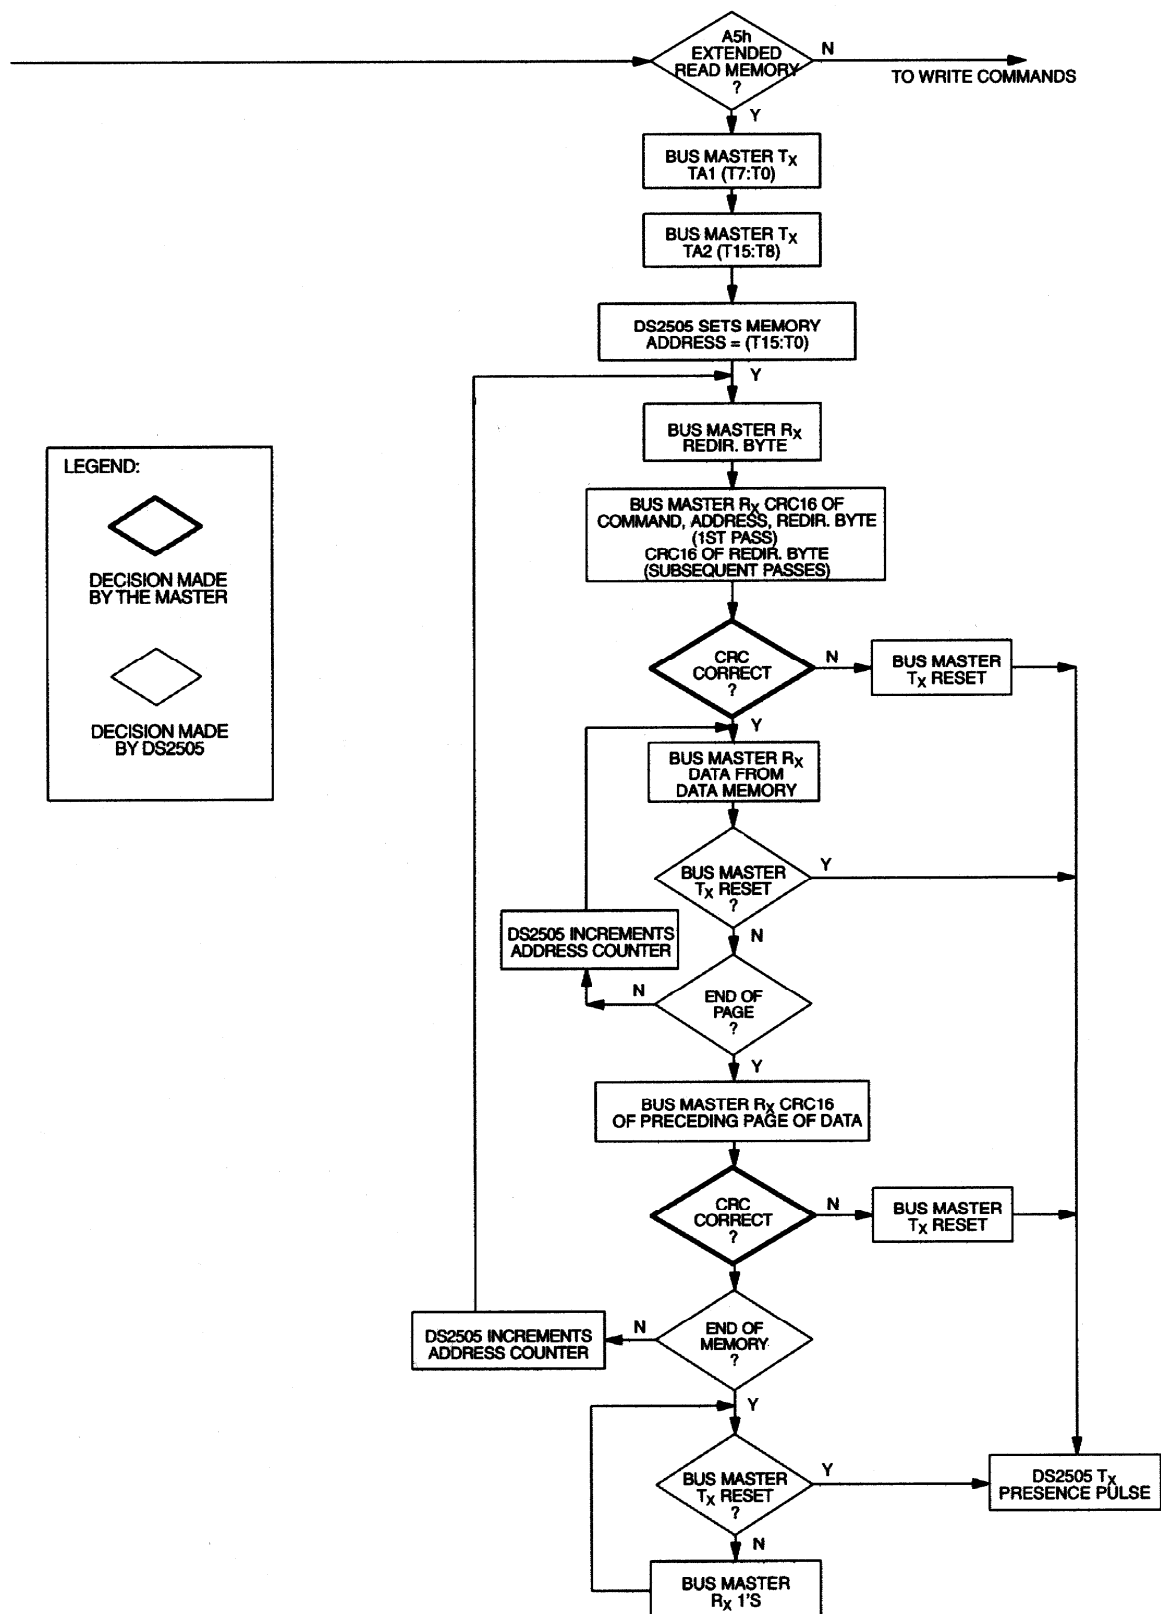 A5h
EXTENDED
READ MEMORY
?
N
TO WRITE COMMANDS
Y
BUS MASTER TX
TA1 (T7:T0)
BUS MASTER TX
TA2 (T15:T8)
DS2505 SETS MEMORY
ADDRESS = (T15:T0)
Y
BUS MASTER RX
REDIR. BYTE
LEGEND:
DECISION MADE
BY THE MASTER
DECISION MADE
BY DS2505
BUS MASTER RX CRC16 OF
COMMAND, ADDRESS, REDIR. BYTE
(1ST PASS)
CRC16 OF REDIR. BYTE
(SUBSEQUENT PASSES)
CRC
CORRECT
?
N
BUS MASTER
TX RESET
Y
BUS MASTER RX
DATA FROM
DATA MEMORY
BUS MASTER
TX RESET
?
Y
N
DS2505 INCREMENTS
ADDRESS COUNTER
N
END OF
PAGE
?
Y
BUS MASTER RX CRC16
OF PRECEDING PAGE OF DATA
CRC
CORRECT
?
N
BUS MASTER
TX RESET
DS2505 INCREMENTS
ADDRESS COUNTER
N
END OF
MEMORY
?
Y
BUS MASTER
TX RESET
?
Y
DS2505 TX
PRESENCE PULSE
N
BUS MASTER
RX 1'S